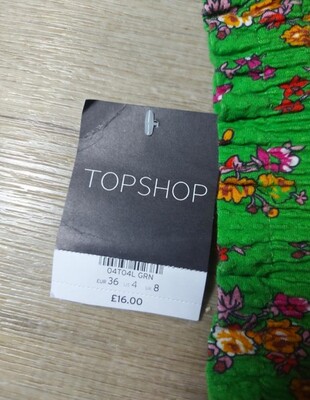 TOPSHOP
04T04L GRN
EUR 36 US 4 UK 8
£16.00